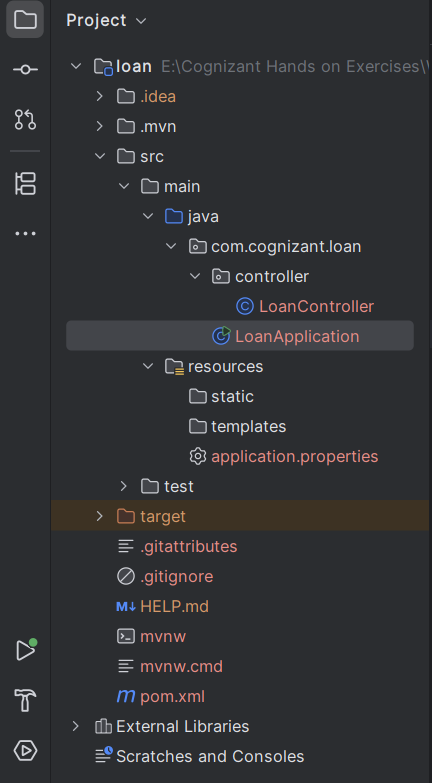 Project
loan E:\Cognizant Hands on Exercises\
.idea
.mvn
src
main
java
com.cognizant.loan
controller
LoanController
LoanApplication
resources
static
templates
application.properties
test
target
.gitattributes
.gitignore
HELP.md
mvnw
mvnw.cmd
pom.xml
External Libraries
Scratches and Consoles